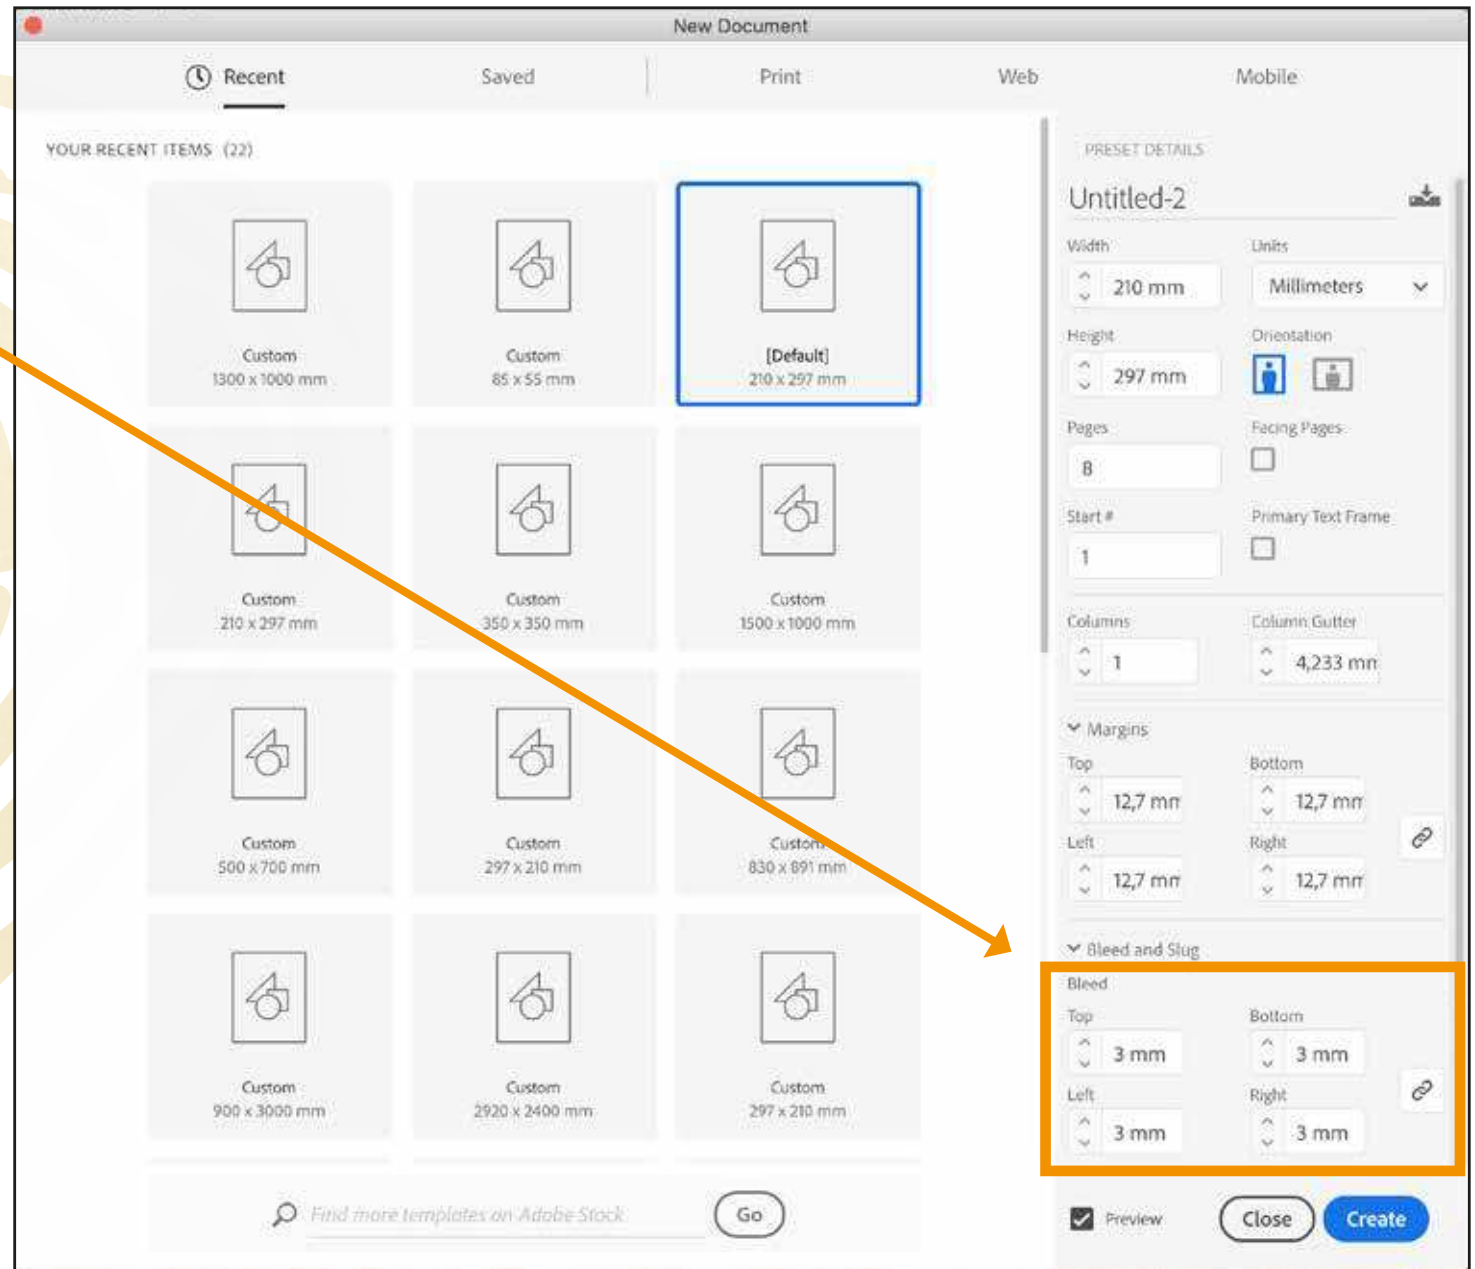 New Document
Recent
Saved
Print
Web
Mobile
YOUR RECENT ITEMS (22)
Custom
1300 x 1000 mm
Custom
85 x 55 mm
[Default]
210 x 297 mm
Custom
210 x 297 mm
Custom
350 x 350 mm
Custom
1500 x 1000 mm
Custom
500 x 700 mm
Custom
297 x 210 mm
Custom
830 x 891 mm
Custom
900 x 3000 mm
Custom
2920 x 2400 mm
Custom
297 x 210 mm
Find more templates on Adobe Stock
Go
PRESET DETAILS
Untitled-2
Width
Units
210 mm
Millimeters
Height
Orientation
297 mm
Pages
Facing Pages
8
Start #
Primary Text Frame
1
Columns
Column Gutter
1
4,233 mm
Margins
Top
Bottom
12,7 mm
12,7 mm
Left
Right
12,7 mm
12,7 mm
Bleed and Slug
Bleed
Top
Bottom
3 mm
3 mm
Left
Right
3 mm
3 mm
Preview
Close
Create